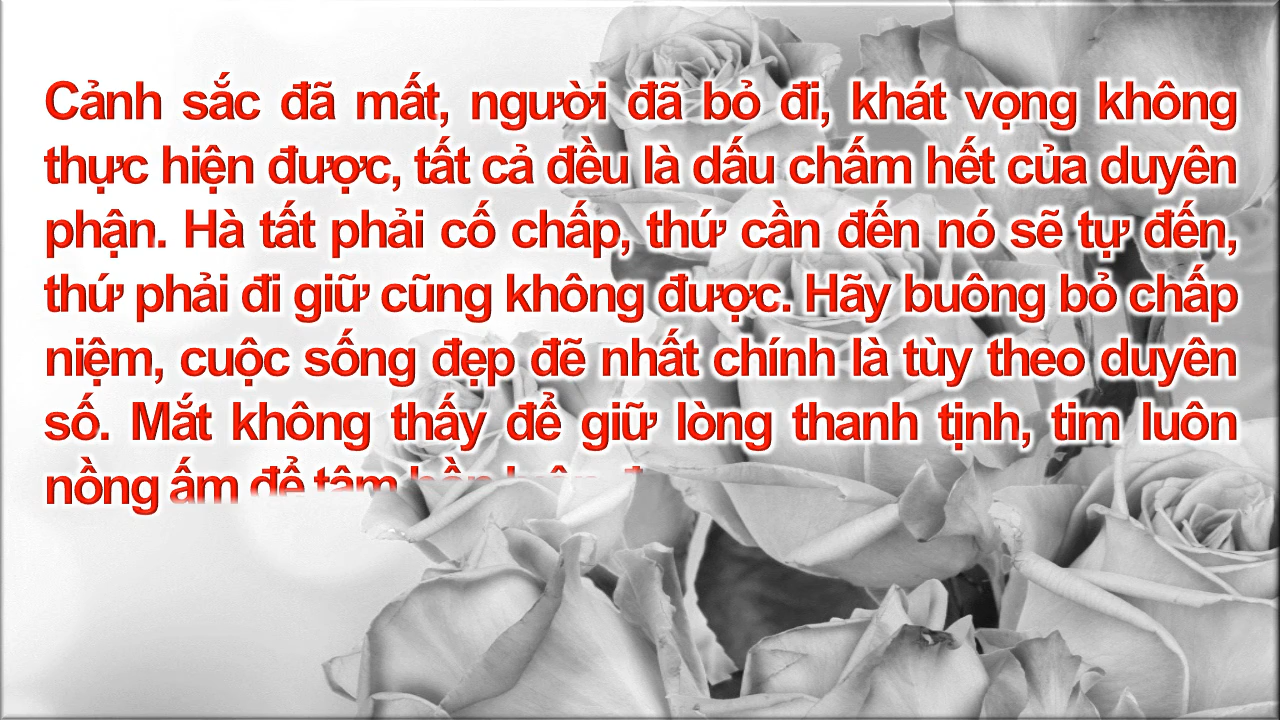 Cảnh sắc đã mất, người đã bỏ đi, khát vọng không
thực hiện được, tất cả đều là dấu chấm hết của duyên
phận. Hà tất phải cố chấp, thứ cần đến nó sẽ tự đến,
thứ phải đi giữ cũng không được. Hãy buông bỏ chấp
niệm, cuộc sống đẹp đẽ nhất chính là tùy theo duyên
số. Mắt không thấy để giữ lòng thanh tịnh, tim luôn
nồng ấm để tâm hồn luôn